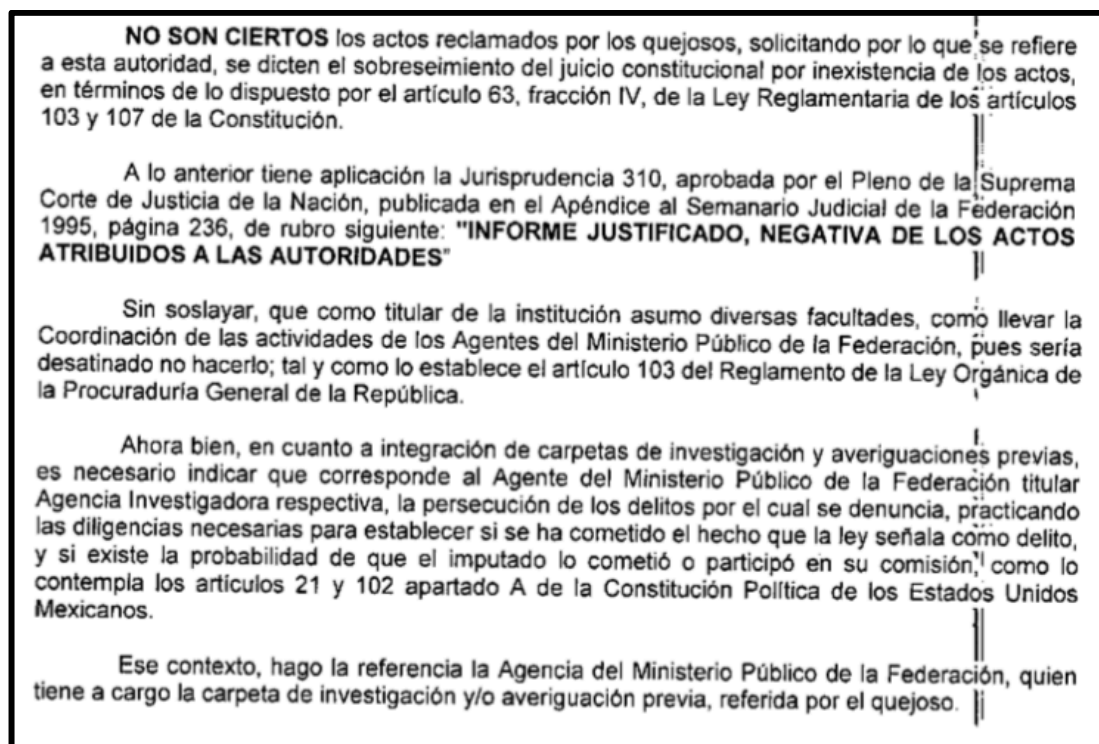 NO SON CIERTOS los actos reclamados por los quejosos, solicitando por lo que se refiere
a esta autoridad, se dicten el sobreseimiento del juicio constitucional por inexistencia de los actos,
en términos de lo dispuesto por el artículo 63, fracción IV, de la Ley Reglamentaria de los artículos
103 y 107 de la Constitución.
A lo anterior tiene aplicación la Jurisprudencia 310, aprobada por el Pleno de la Suprema
Corte de Justicia de la Nación, publicada en el Apéndice al Semanario Judicial de la Federación
1995, página 236, de rubro siguiente: "INFORME JUSTIFICADO, NEGATIVA DE LOS ACTOS
ATRIBUIDOS A LAS AUTORIDADES"
Sin soslayar, que como titular de la institución asumo diversas facultades, como llevar la
Coordinación de las actividades de los Agentes del Ministerio Público de la Federación, pues sería
desatinado no hacerlo; tal y como lo establece el artículo 103 del Reglamento de la Ley Orgánica de
la Procuraduría General de la República.
Ahora bien, en cuanto a integración de carpetas de investigación y averiguaciones previas,
es necesario indicar que corresponde al Agente del Ministerio Público de la Federación titular
Agencia Investigadora respectiva, la persecución de los delitos por el cual se denuncia, practicando
las diligencias necesarias para establecer si se ha cometido el hecho que la ley señala como delito,
y si existe la probabilidad de que el imputado lo cometió o participó en su comisión, como lo
contempla los artículos 21 y 102 apartado A de la Constitución Política de los Estados Unidos
Mexicanos.
Ese contexto, hago la referencia la Agencia del Ministerio Público de la Federación, quien
tiene a cargo la carpeta de investigación y/o averiguación previa, referida por el quejoso.